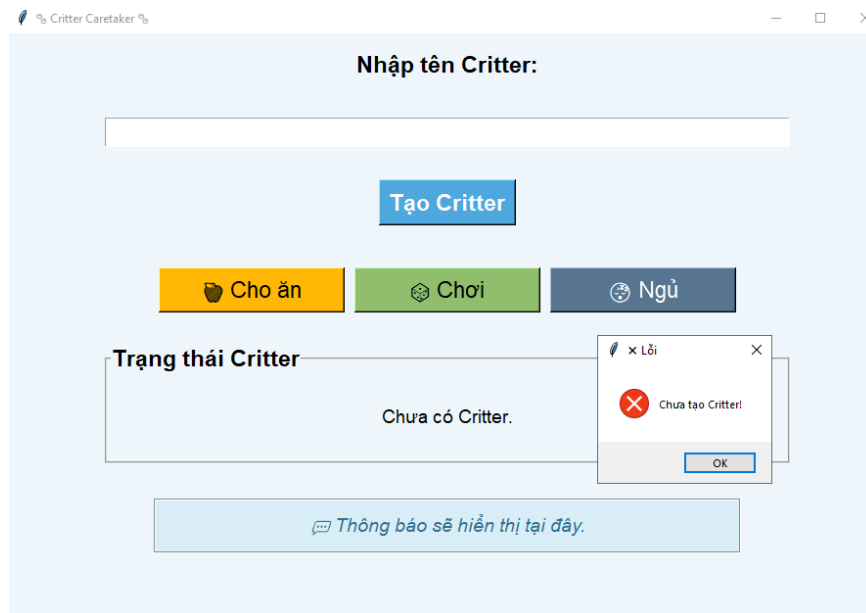 Critter Caretaker
Nhập tên Critter:
Tạo Critter
Cho ăn
Chơi
Ngủ
Trạng thái Critter
Chưa có Critter.
× Lỗi
Chưa tạo Critter!
OK
Thông báo sẽ hiển thị tại đây.